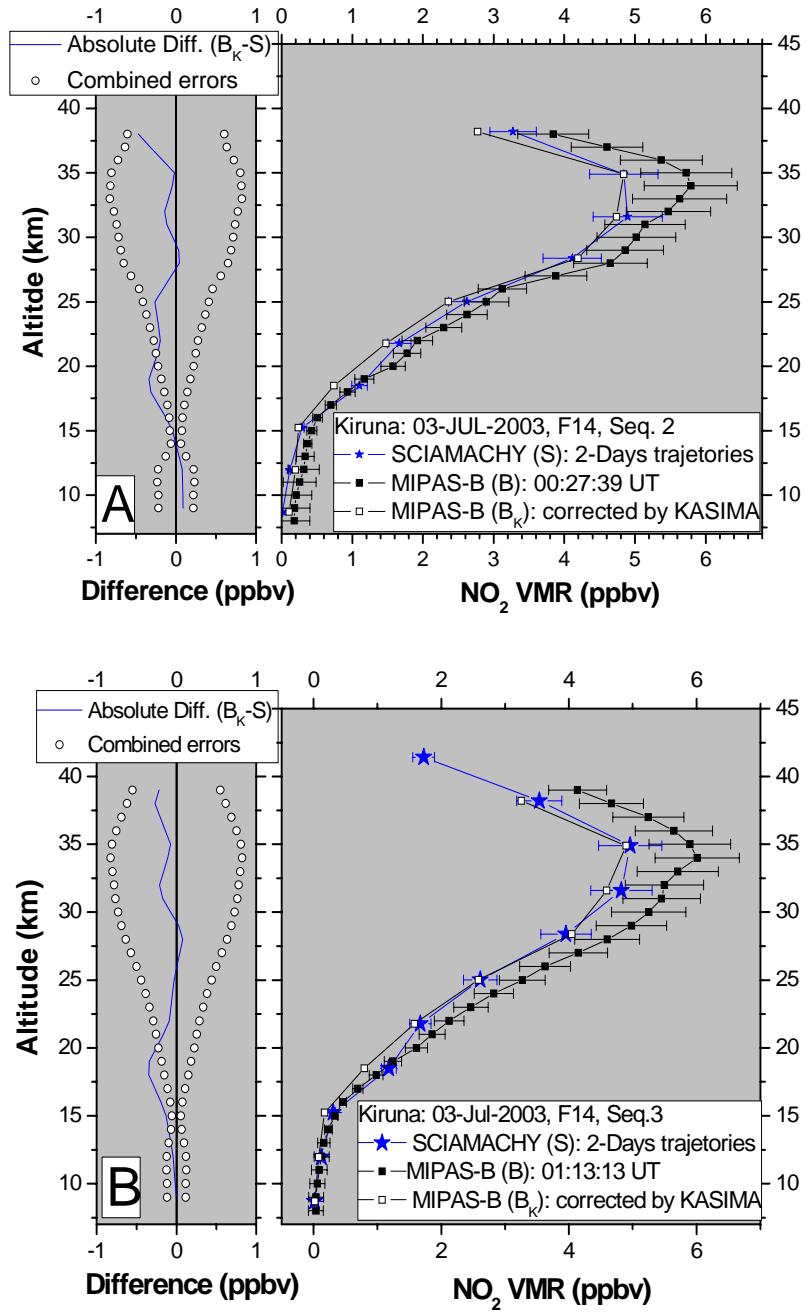 -1 0 1
0 1 2 3 4 5 6
Absolute Diff. (B_K-S)
Combined errors
45
40
40
35
35
30
30
25
25
20
20
15
15
10
10
Altitde (km)
A
Kiruna: 03-JUL-2003, F14, Seq. 2
SCIAMACHY (S): 2-Days trajetories
MIPAS-B (B): 00:27:39 UT
MIPAS-B (B_K): corrected by KASIMA
-1 0 1
0 1 2 3 4 5 6
Difference (ppbv)
NO₂ VMR (ppbv)
-1 0 1
0 2 4 6
Absolute Diff. (B_K-S)
Combined errors
45
40
40
35
35
30
30
25
25
20
20
15
15
10
10
Altitude (km)
B
Kiruna: 03-Jul-2003, F14, Seq.3
SCIAMACHY (S): 2-Days trajetories
MIPAS-B (B): 01:13:13 UT
MIPAS-B (B_K): corrected by KASIMA
-1 0 1
0 2 4 6
Difference (ppbv)
NO₂ VMR (ppbv)